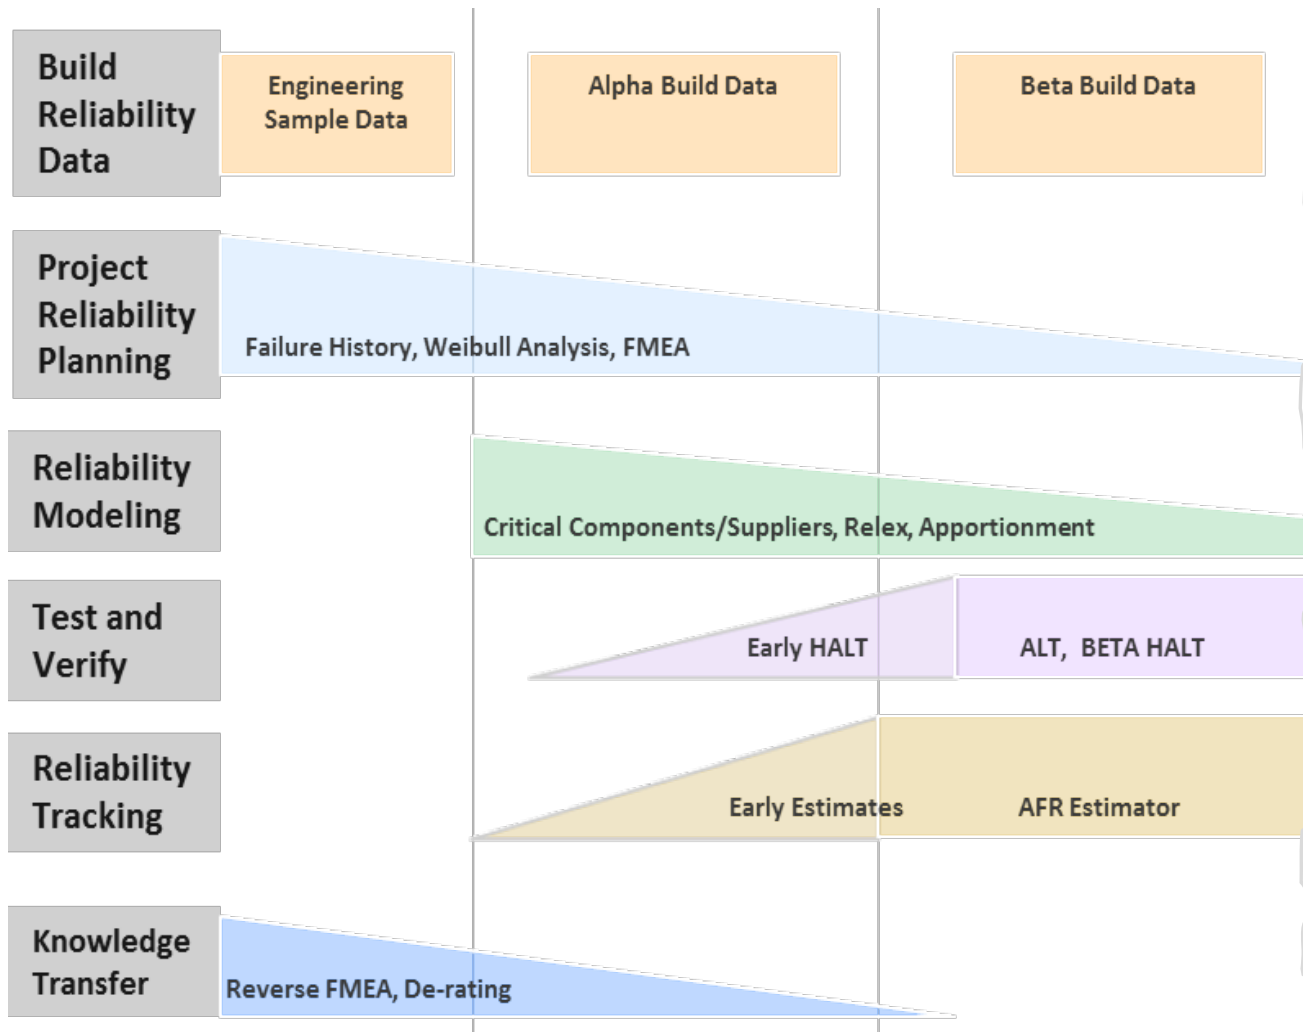 Build
Reliability
Data
Engineering
Sample Data
Alpha Build Data
Beta Build Data
Project
Reliability
Planning
Failure History, Weibull Analysis, FMEA
Reliability
Modeling
Critical Components/Suppliers, Relex, Apportionment
Test and
Verify
Early HALT
ALT,  BETA HALT
Reliability
Tracking
Early Estimates
AFR Estimator
Knowledge
Transfer
Reverse FMEA, De-rating